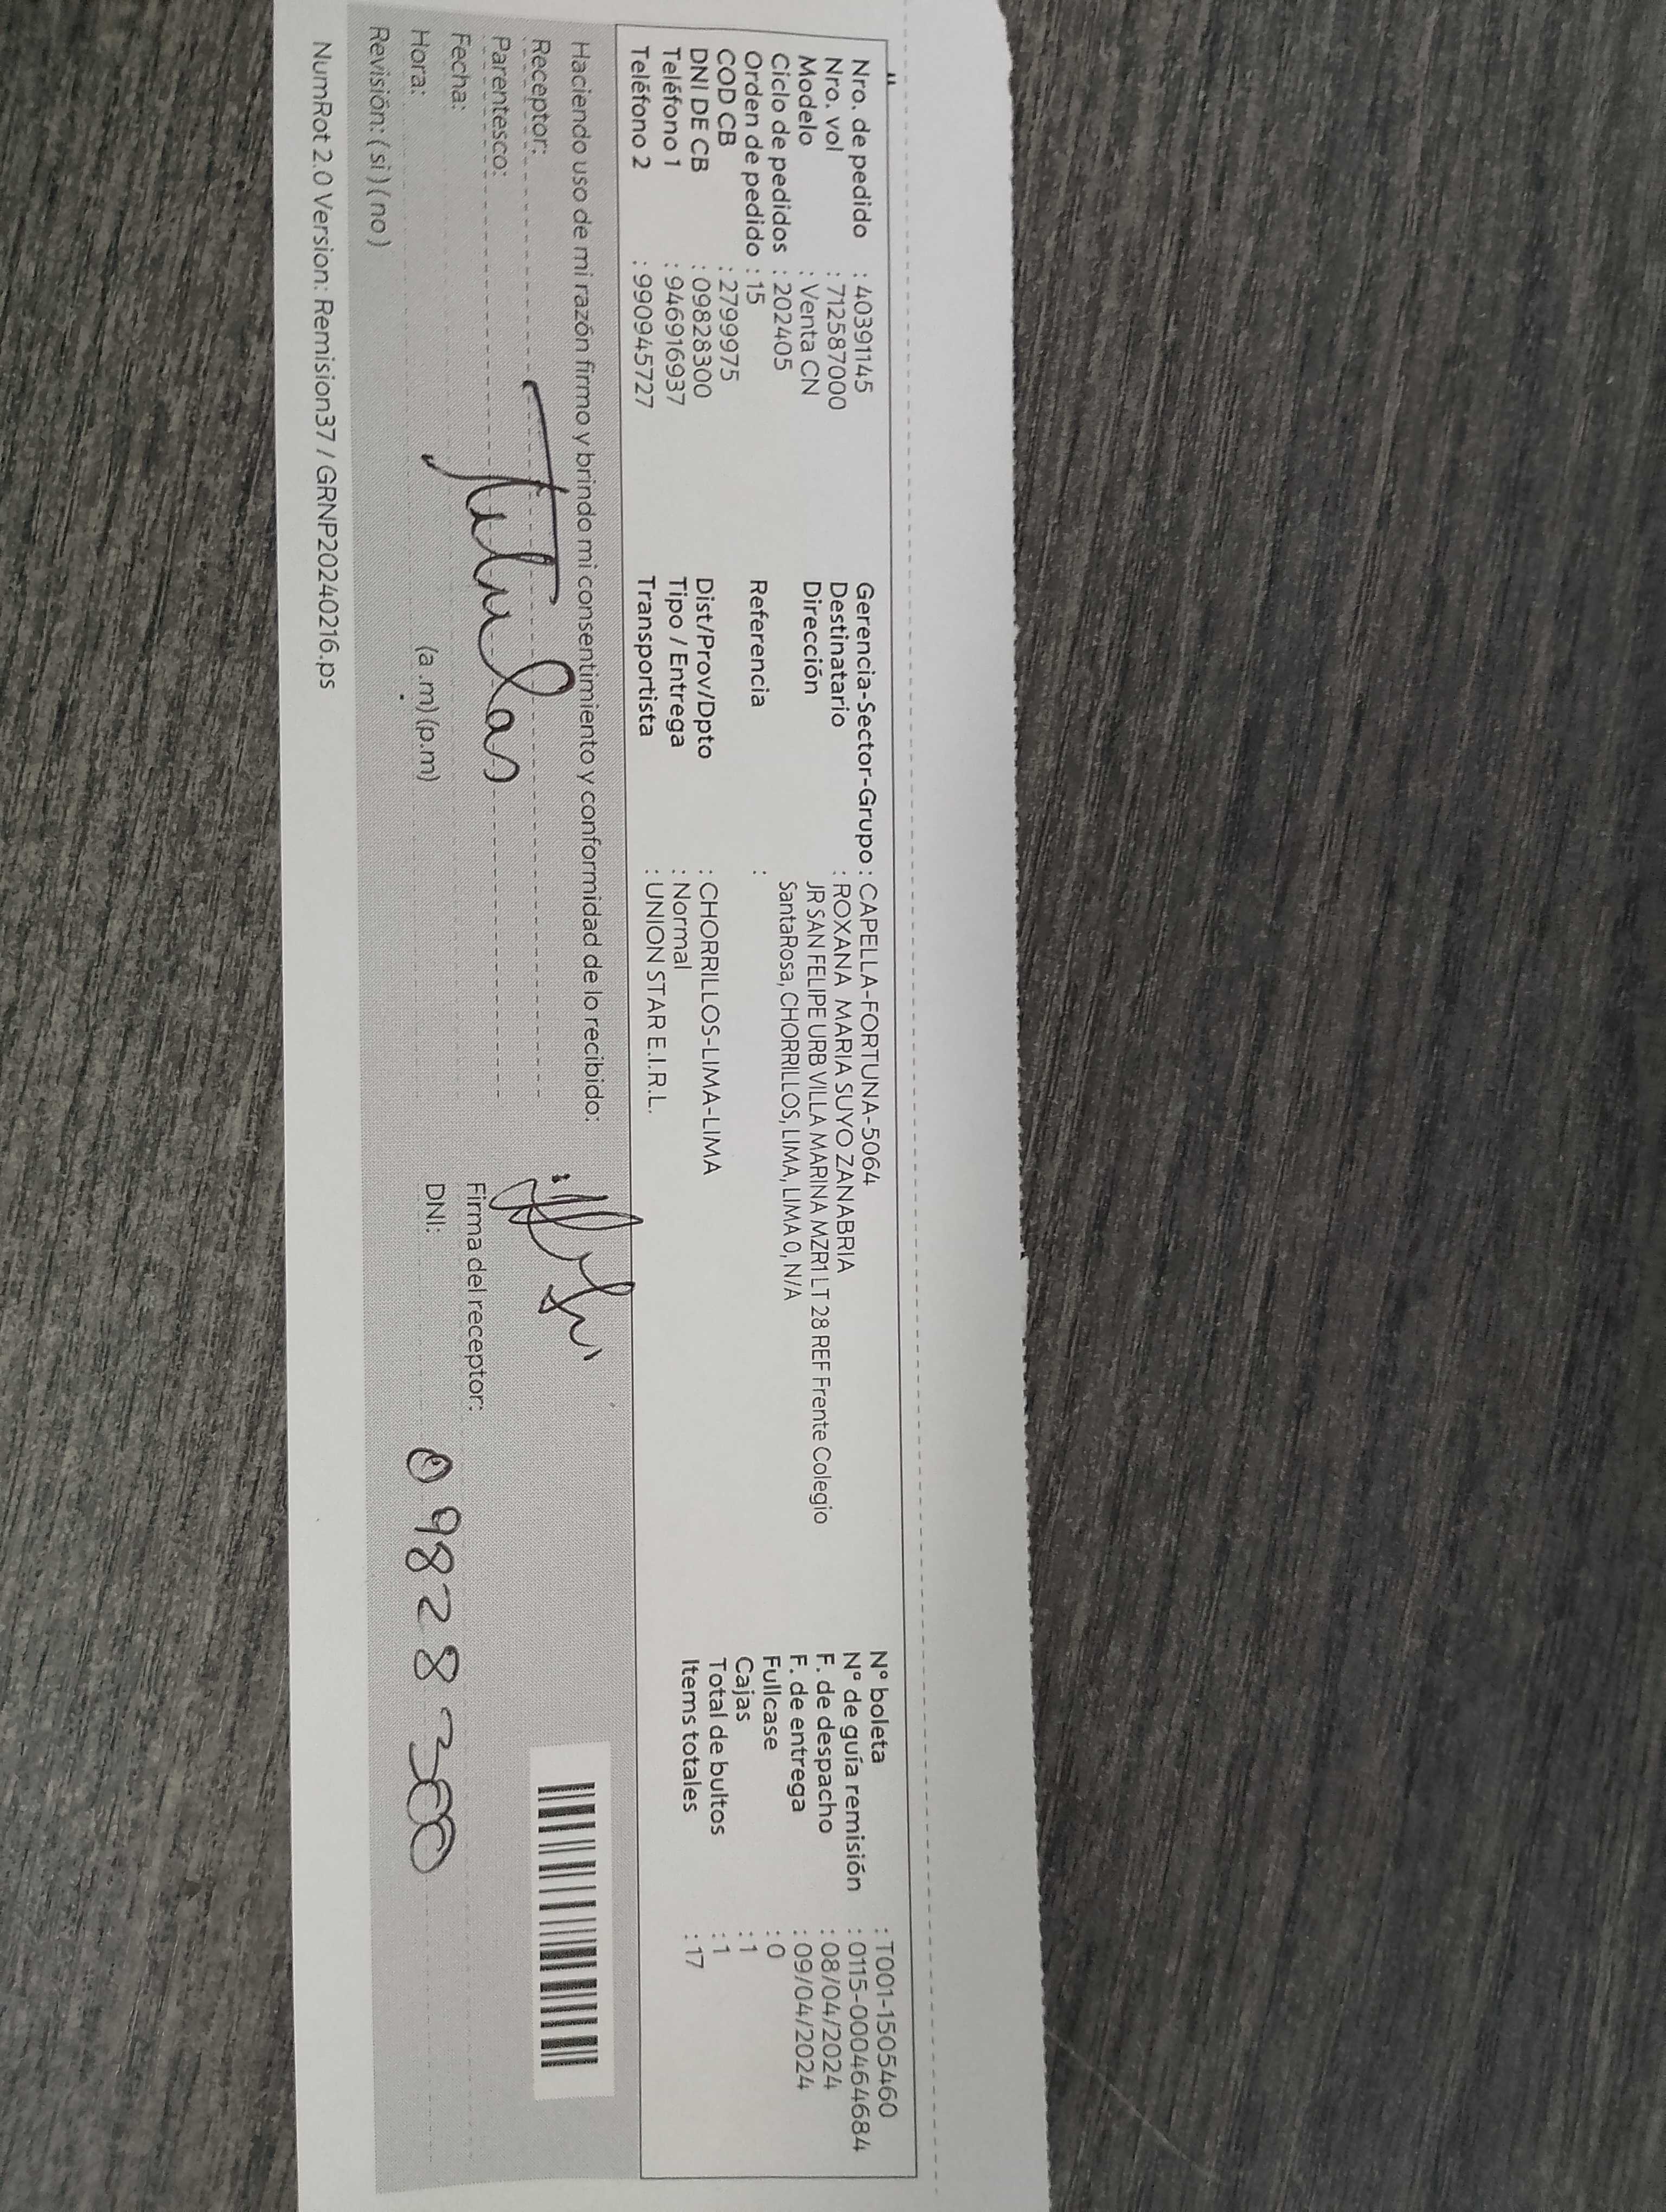 Nro. de pedido : 40391145
Nro. vol : 712587000
Modelo : Venta CN
Ciclo de pedidos : 202405
Orden de pedido : 15
COD CB : 2799975
DNI DE CB : 09828300
Teléfono 1 : 946916937
Teléfono 2 : 990945727
Gerencia-Sector-Grupo : CAPELLA-FORTUNA-5064
Destinatario : ROXANA MARIA SUYO ZANABRIA
Dirección JR SAN FELIPE URB VILLA MARINA MZR1 LT 28 REF Frente Colegio
SantaRosa, CHORRILLOS, LIMA, LIMA 0, N/A
Referencia :
Dist/Prov/Dpto : CHORRILLOS-LIMA-LIMA
Tipo / Entrega : Normal
Transportista : UNION STAR E.I.R.L.
N° boleta : T001-1505460
N° de guía remisión : 0115-000464684
F. de despacho : 08/04/2024
F. de entrega : 09/04/2024
Fullcase : 0
Cajas : 1
Total de bultos : 1
Items totales : 17
Haciendo uso de mi razón firmo y brindo mi consentimiento y conformidad de lo recibido:
Receptor:
Parentesco:
Fecha:
Hora: (a .m) (p.m)
Revisión: ( si ) ( no )
Firma del receptor:
DNI: 09828300
NumRot 2.0 Version: Remision37 / GRNP20240216.ps